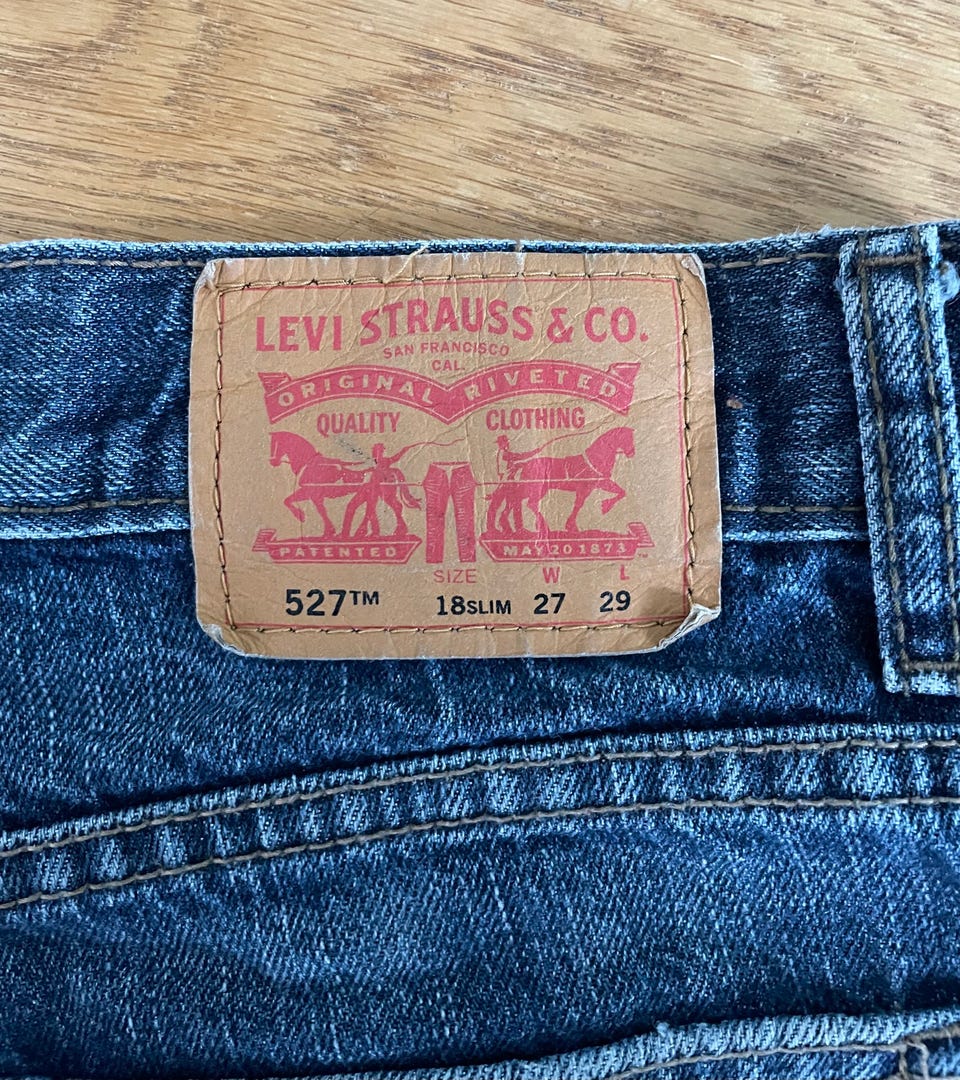 LEVI STRAUSS & CO.
SAN FRANCISCO
CAL.
ORIGINAL RIVETED
QUALITY CLOTHING
PATENTED MAY 20 1873 ™
SIZE W L
527™ 18SLIM 27 29